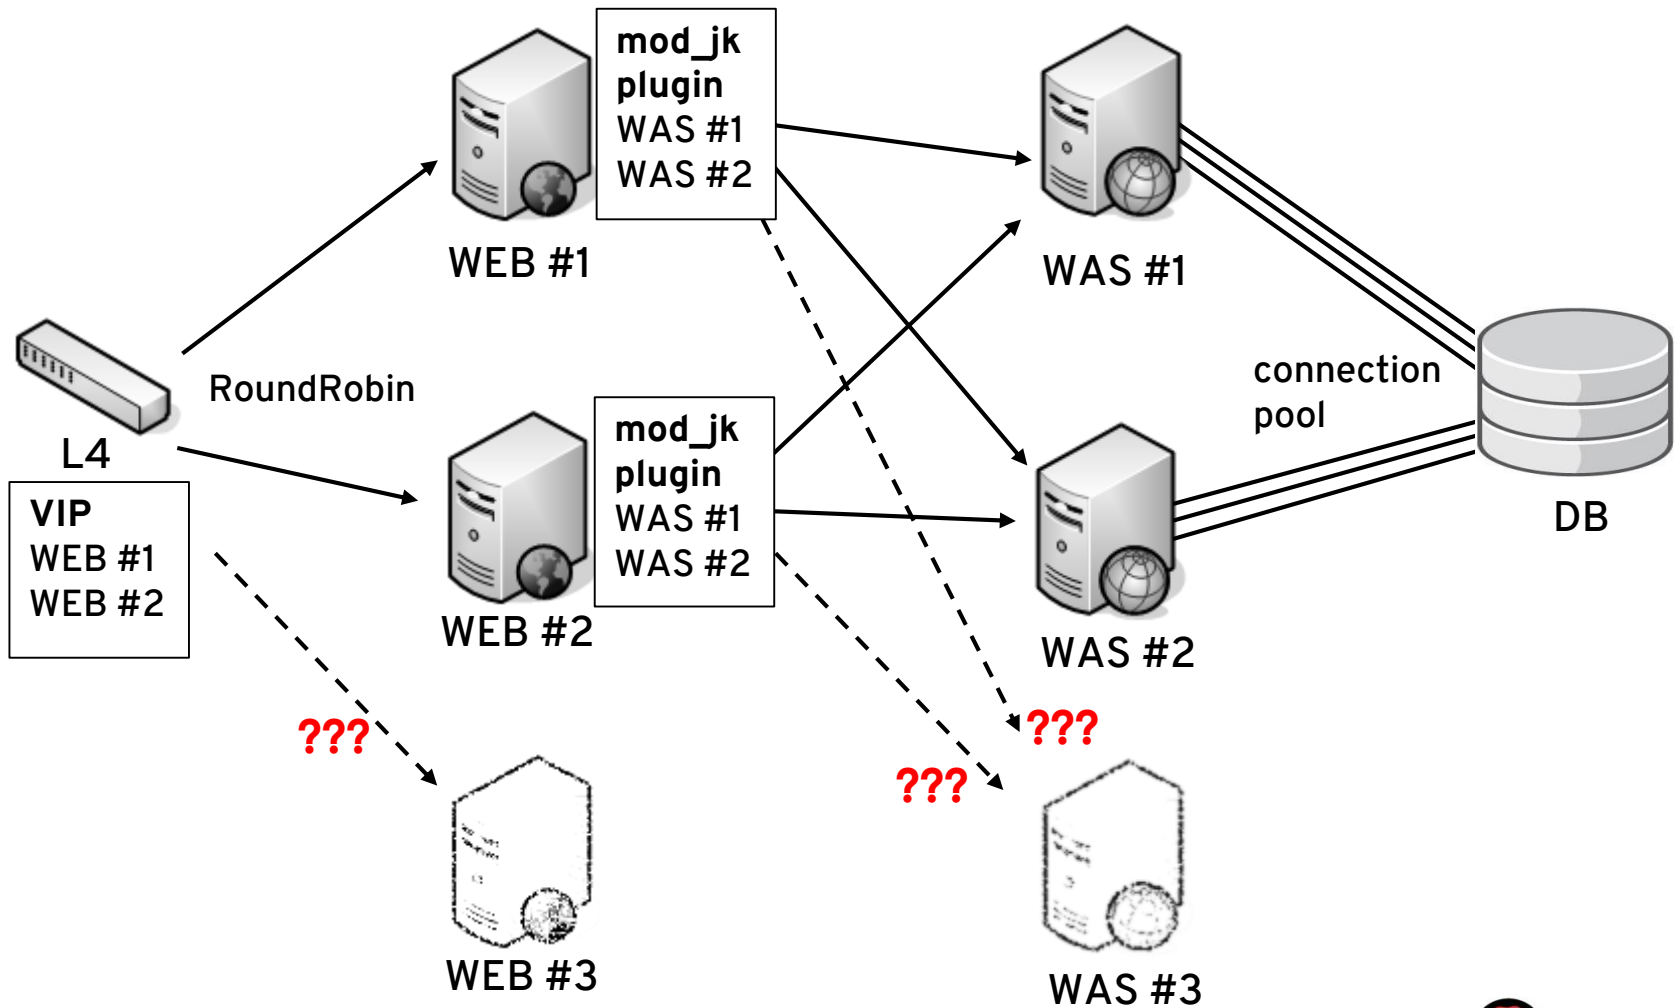 mod_jk
plugin
WAS #1
WAS #2
WEB #1
WAS #1
RoundRobin
L4
VIP
WEB #1
WEB #2
mod_jk
plugin
WAS #1
WAS #2
WEB #2
WAS #2
connection
pool
DB
???
???
???
WEB #3
WAS #3